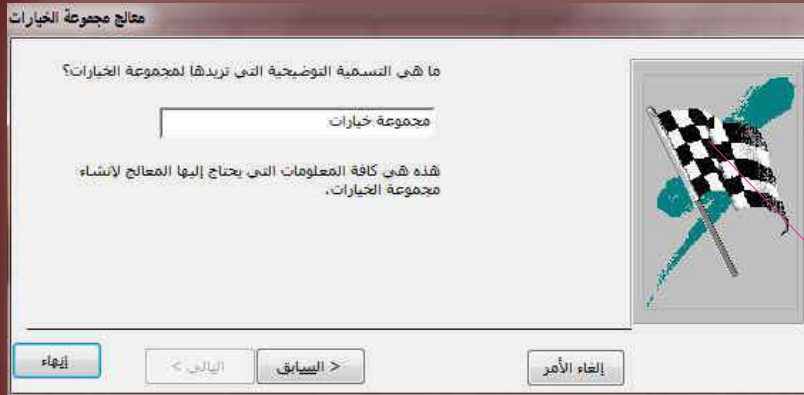 معالج مجموعة الخيارات
ما هي التسمية التوضيحية التي تريدها لمجموعة الخيارات؟
مجموعة خيارات
هذه هي كافة المعلومات التي يحتاج إليها المعالج لإنشاء
مجموعة الخيارات.
إلغاء الأمر
< السابق
التالي >
إنهاء